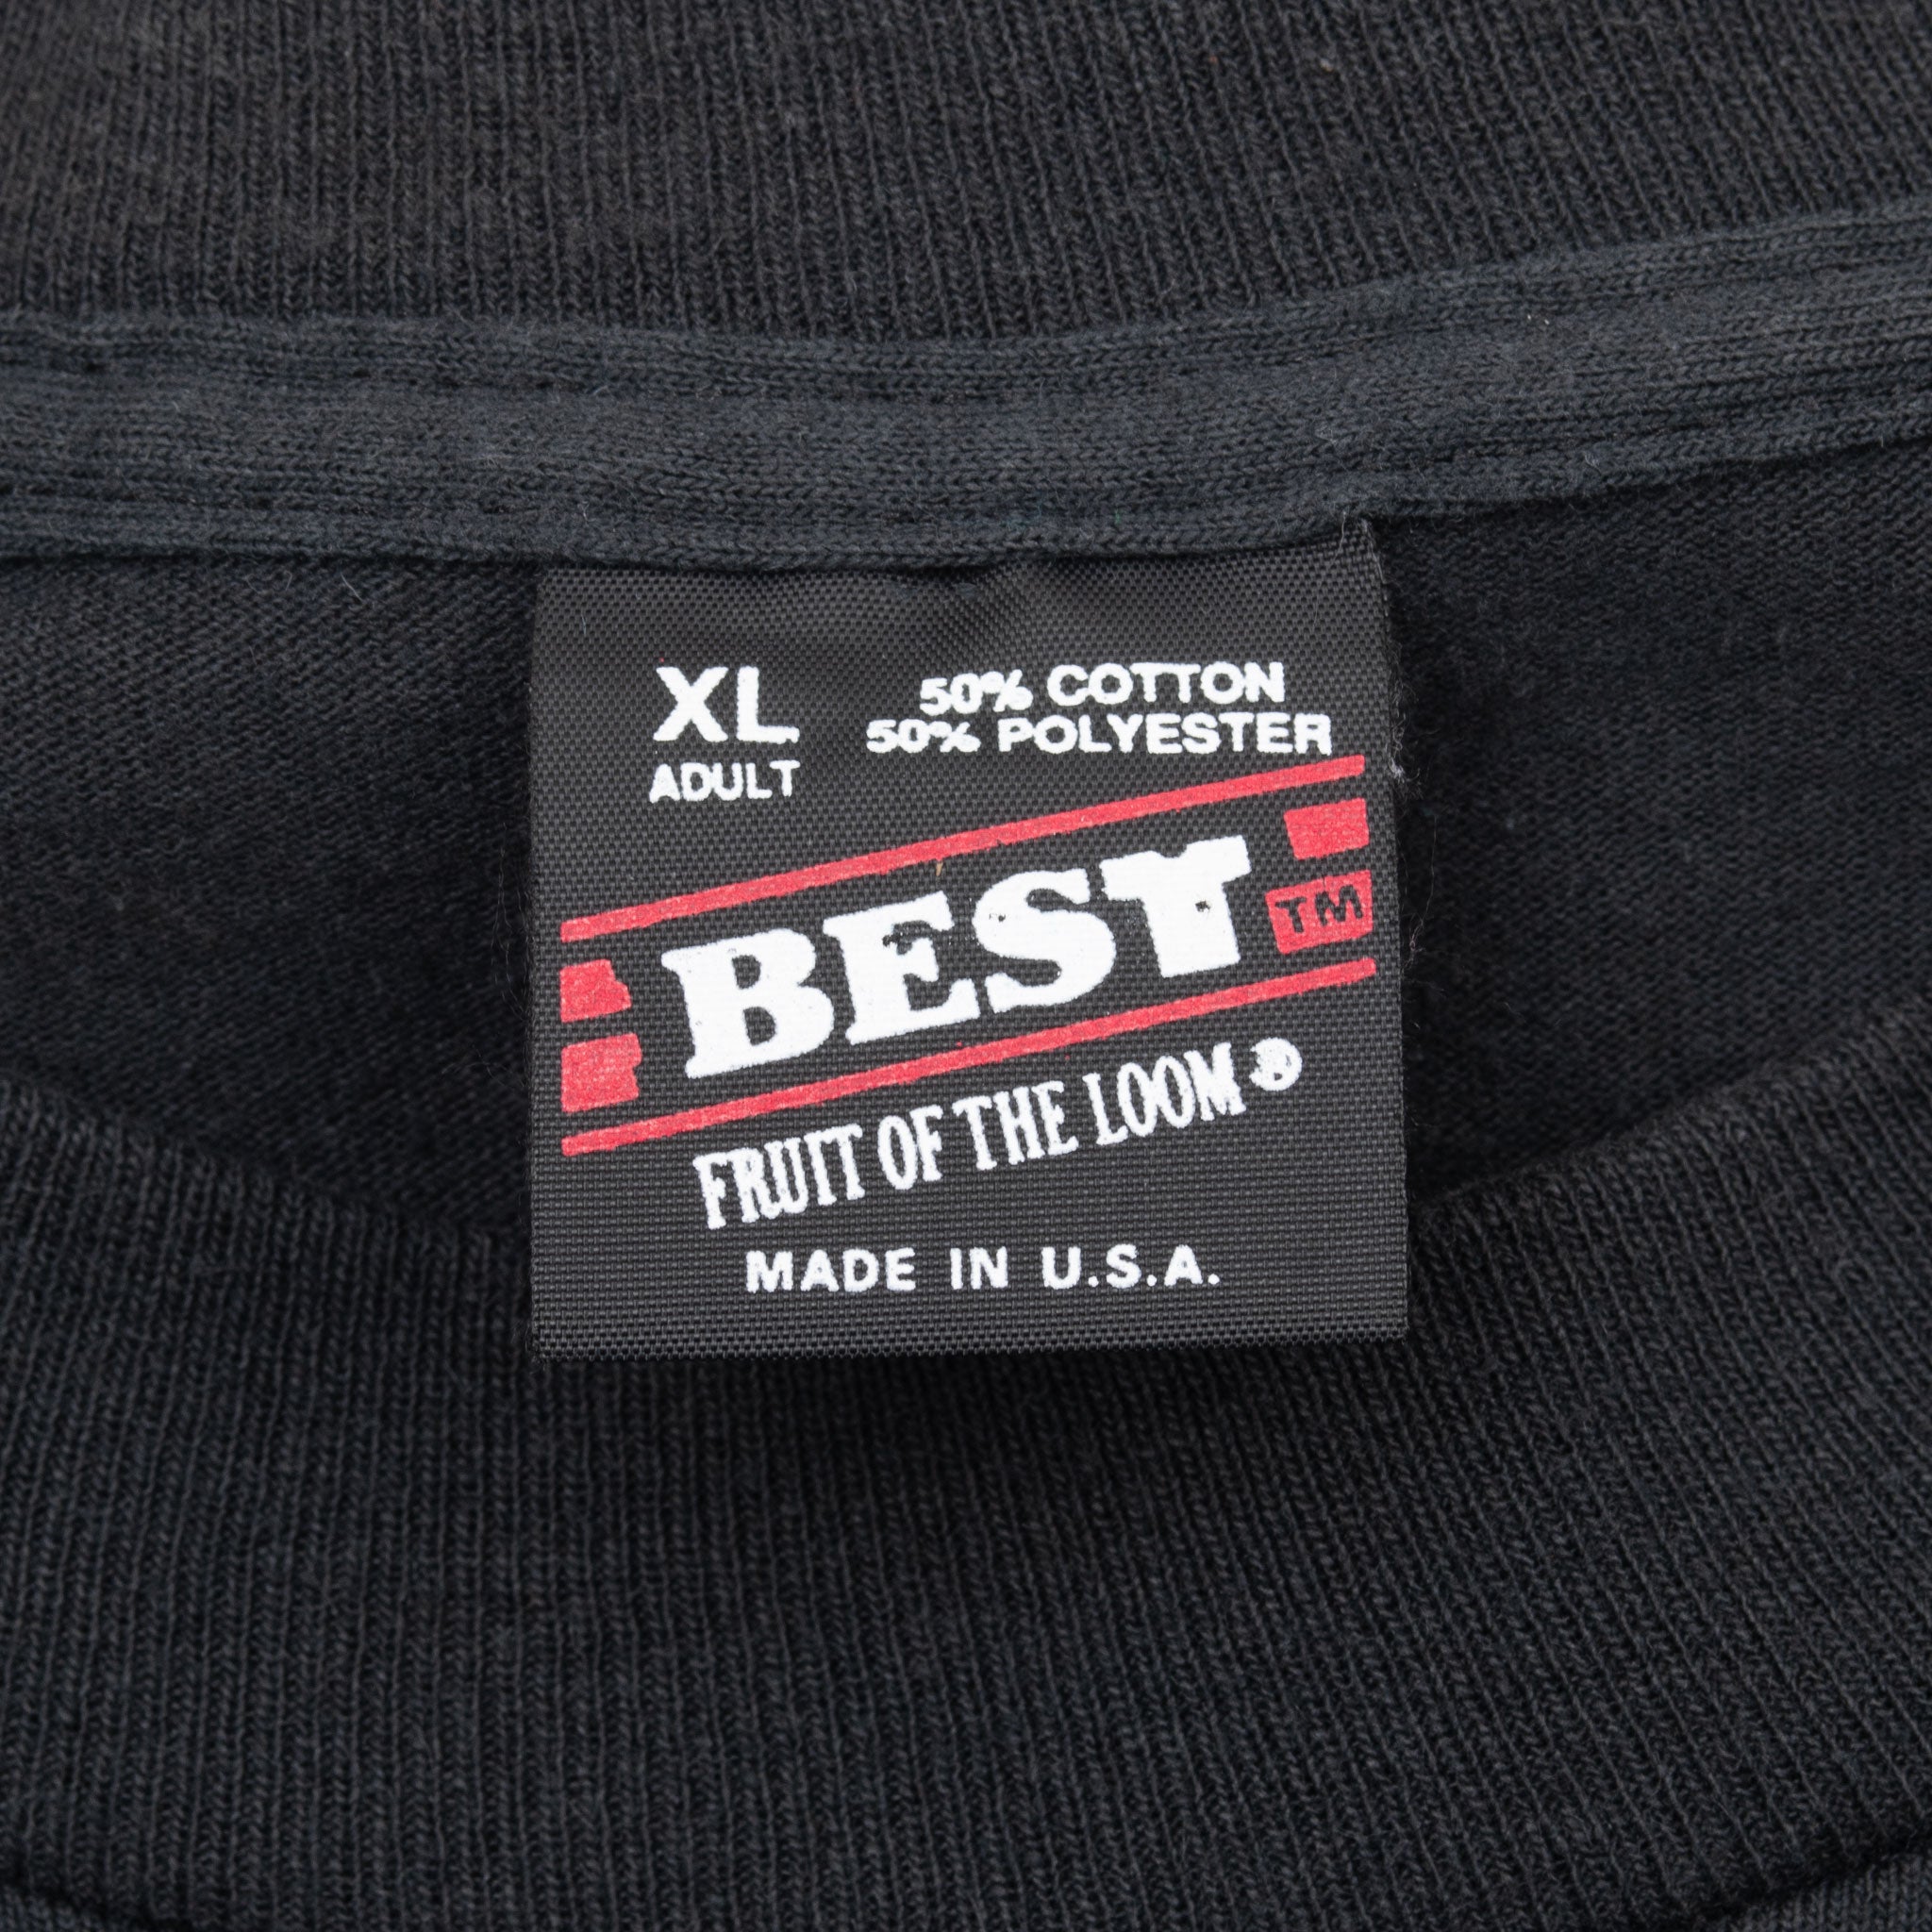 XL
ADULT
50% COTTON
50% POLYESTER
BEST TM
FRUIT OF THE LOOM ®
MADE IN U.S.A.